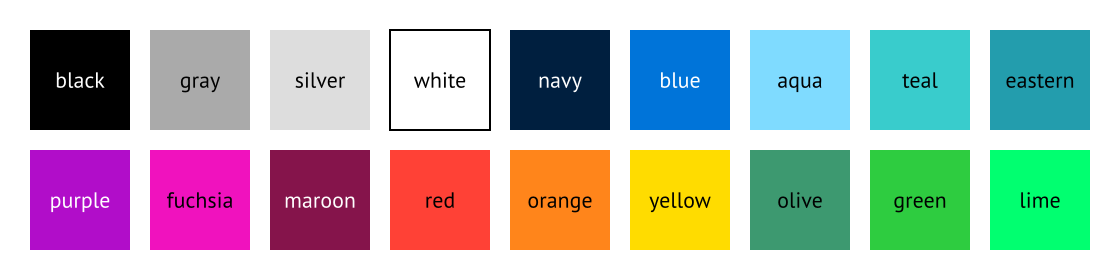 black gray silver white navy blue aqua teal eastern
purple fuchsia maroon red orange yellow olive green lime